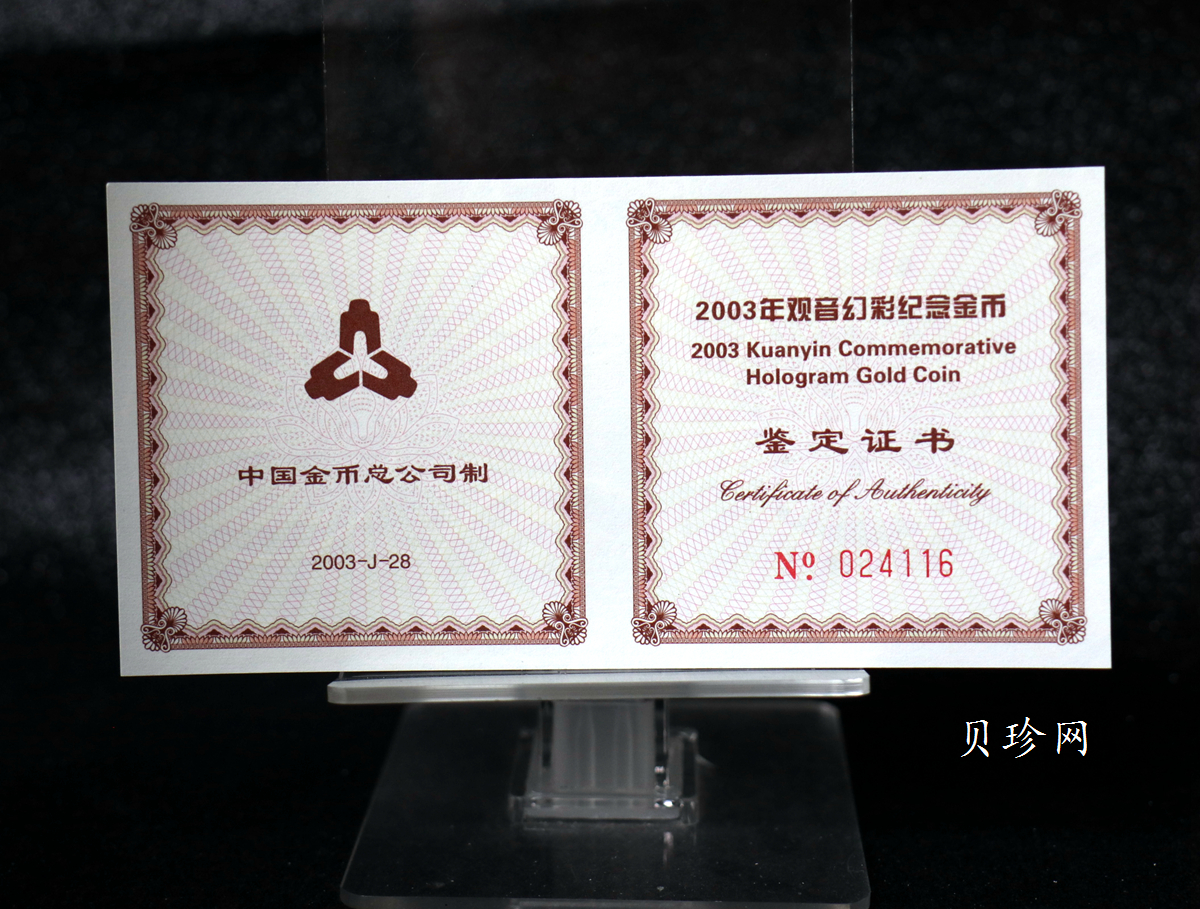 中国金币总公司制
2003-J-28
2003年观音幻彩纪念金币
2003 Kuanyin Commemorative
Hologram Gold Coin
鉴定证书
Certificate of Authenticity
Nº 024116
贝珍网